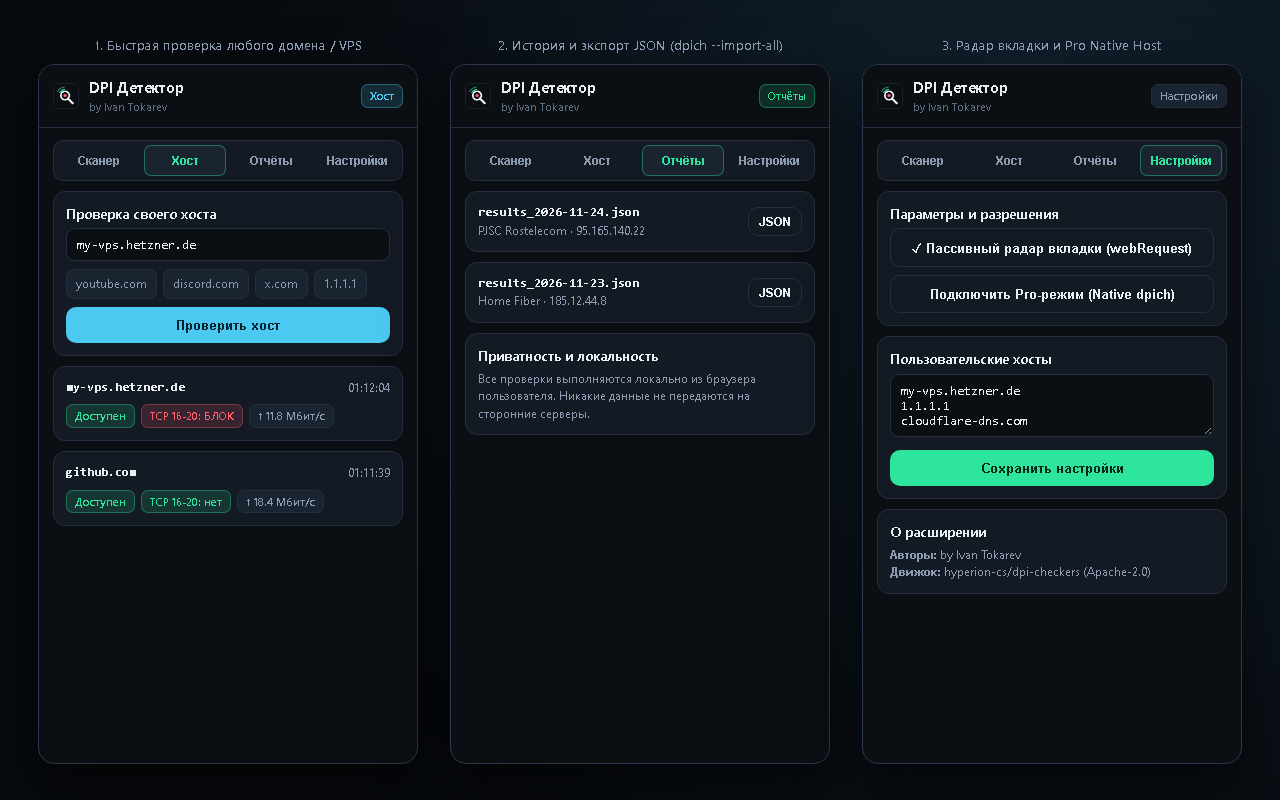 1. Быстрая проверка любого домена / VPS
DPI Детектор
by Ivan Tokarev
Хост
Сканер
Хост
Отчёты
Настройки
Проверка своего хоста
my-vps.hetzner.de
youtube.com
discord.com
x.com
1.1.1.1
Проверить хост
my-vps.hetzner.de
01:12:04
Доступен
TCP 16-20: БЛОК
↑ 11.8 Мбит/с
github.com
01:11:39
Доступен
TCP 16-20: нет
↑ 18.4 Мбит/с
2. История и экспорт JSON (dpich --import-all)
DPI Детектор
by Ivan Tokarev
Отчёты
Сканер
Хост
Отчёты
Настройки
results_2026-11-24.json
PJSC Rostelecom · 95.165.140.22
JSON
results_2026-11-23.json
Home Fiber · 185.12.44.8
JSON
Приватность и локальность
Все проверки выполняются локально из браузера
пользователя. Никакие данные не передаются на
сторонние серверы.
3. Радар вкладки и Pro Native Host
DPI Детектор
by Ivan Tokarev
Настройки
Сканер
Хост
Отчёты
Настройки
Параметры и разрешения
✓ Пассивный радар вкладки (webRequest)
Подключить Pro-режим (Native dpich)
Пользовательские хосты
my-vps.hetzner.de
1.1.1.1
cloudflare-dns.com
Сохранить настройки
О расширении
Авторы: by Ivan Tokarev
Движок: hyperion-cs/dpi-checkers (Apache-2.0)